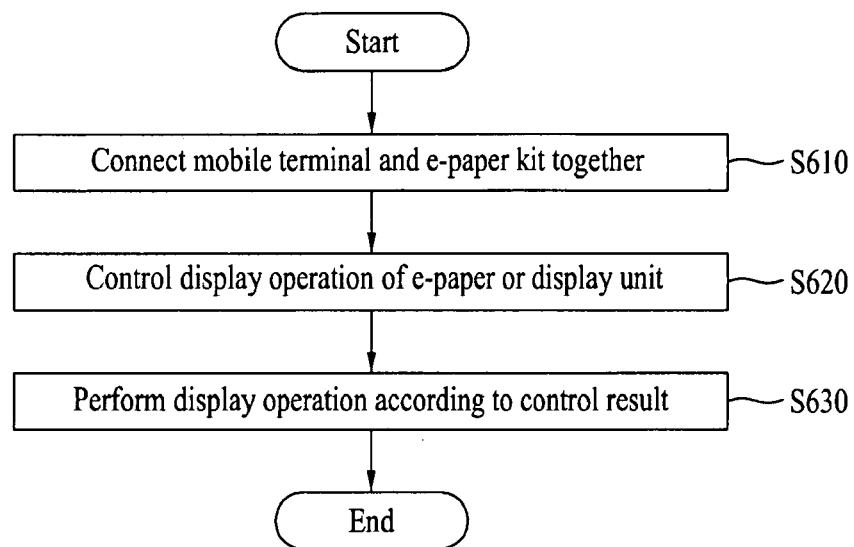 Start
Connect mobile terminal and e-paper kit together
S610
Control display operation of e-paper or display unit
S620
Perform display operation according to control result
S630
End